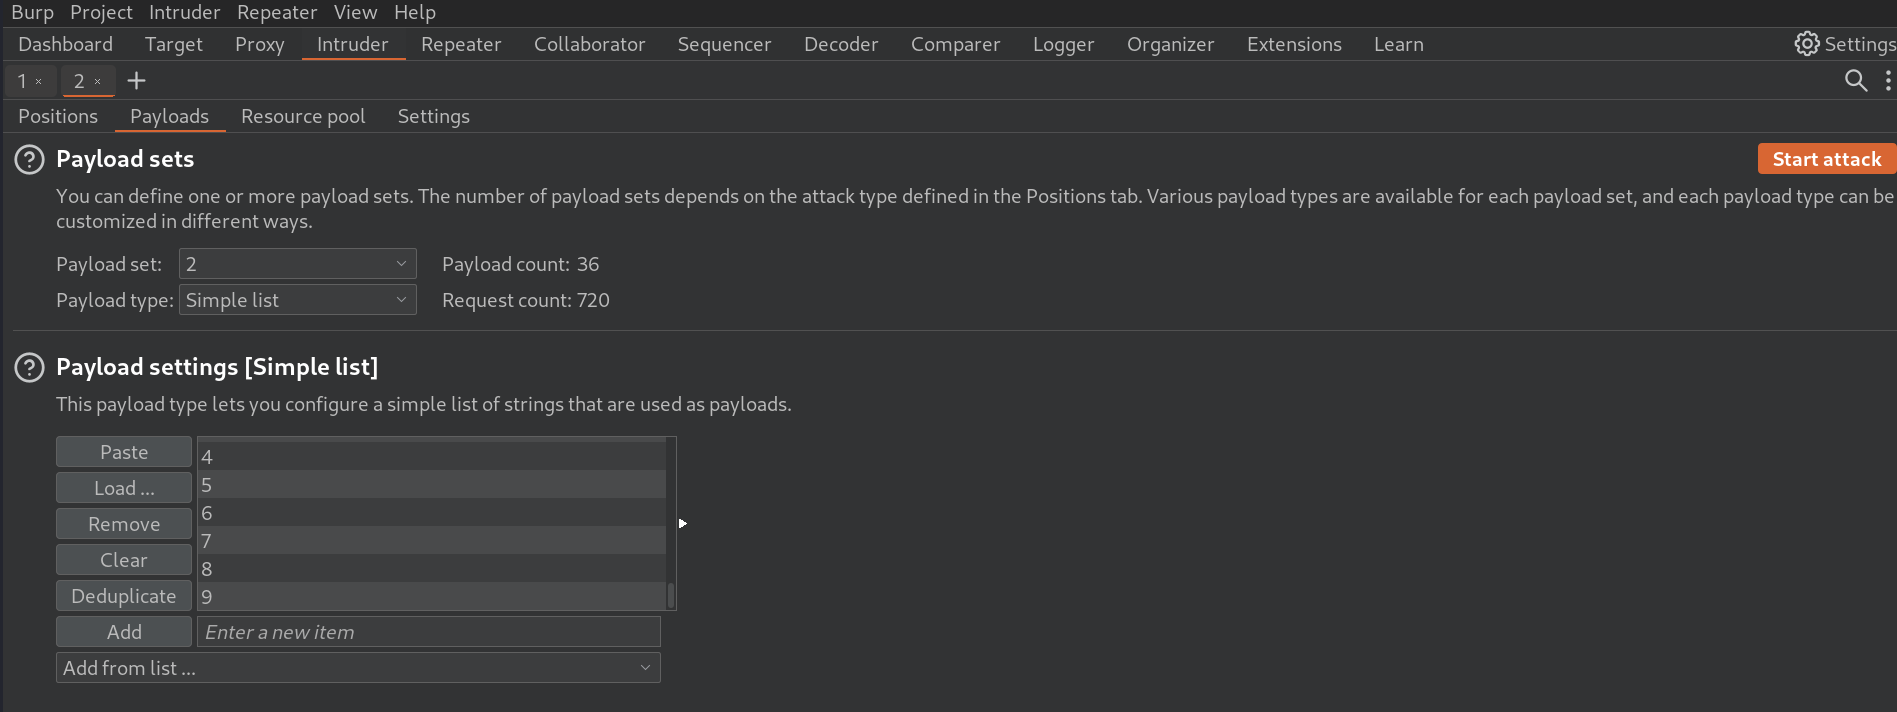 Burp Project Intruder Repeater View Help
Dashboard Target Proxy Intruder Repeater Collaborator Sequencer Decoder Comparer Logger Organizer Extensions Learn Settings
1 × 2 × +
Positions Payloads Resource pool Settings
? Payload sets Start attack
You can define one or more payload sets. The number of payload sets depends on the attack type defined in the Positions tab. Various payload types are available for each payload set, and each payload type can be
customized in different ways.
Payload set: 2 Payload count: 36
Payload type: Simple list Request count: 720
? Payload settings [Simple list]
This payload type lets you configure a simple list of strings that are used as payloads.
Paste
Load ...
Remove
Clear
Deduplicate
4
5
6
7
8
9
Add Enter a new item
Add from list ...